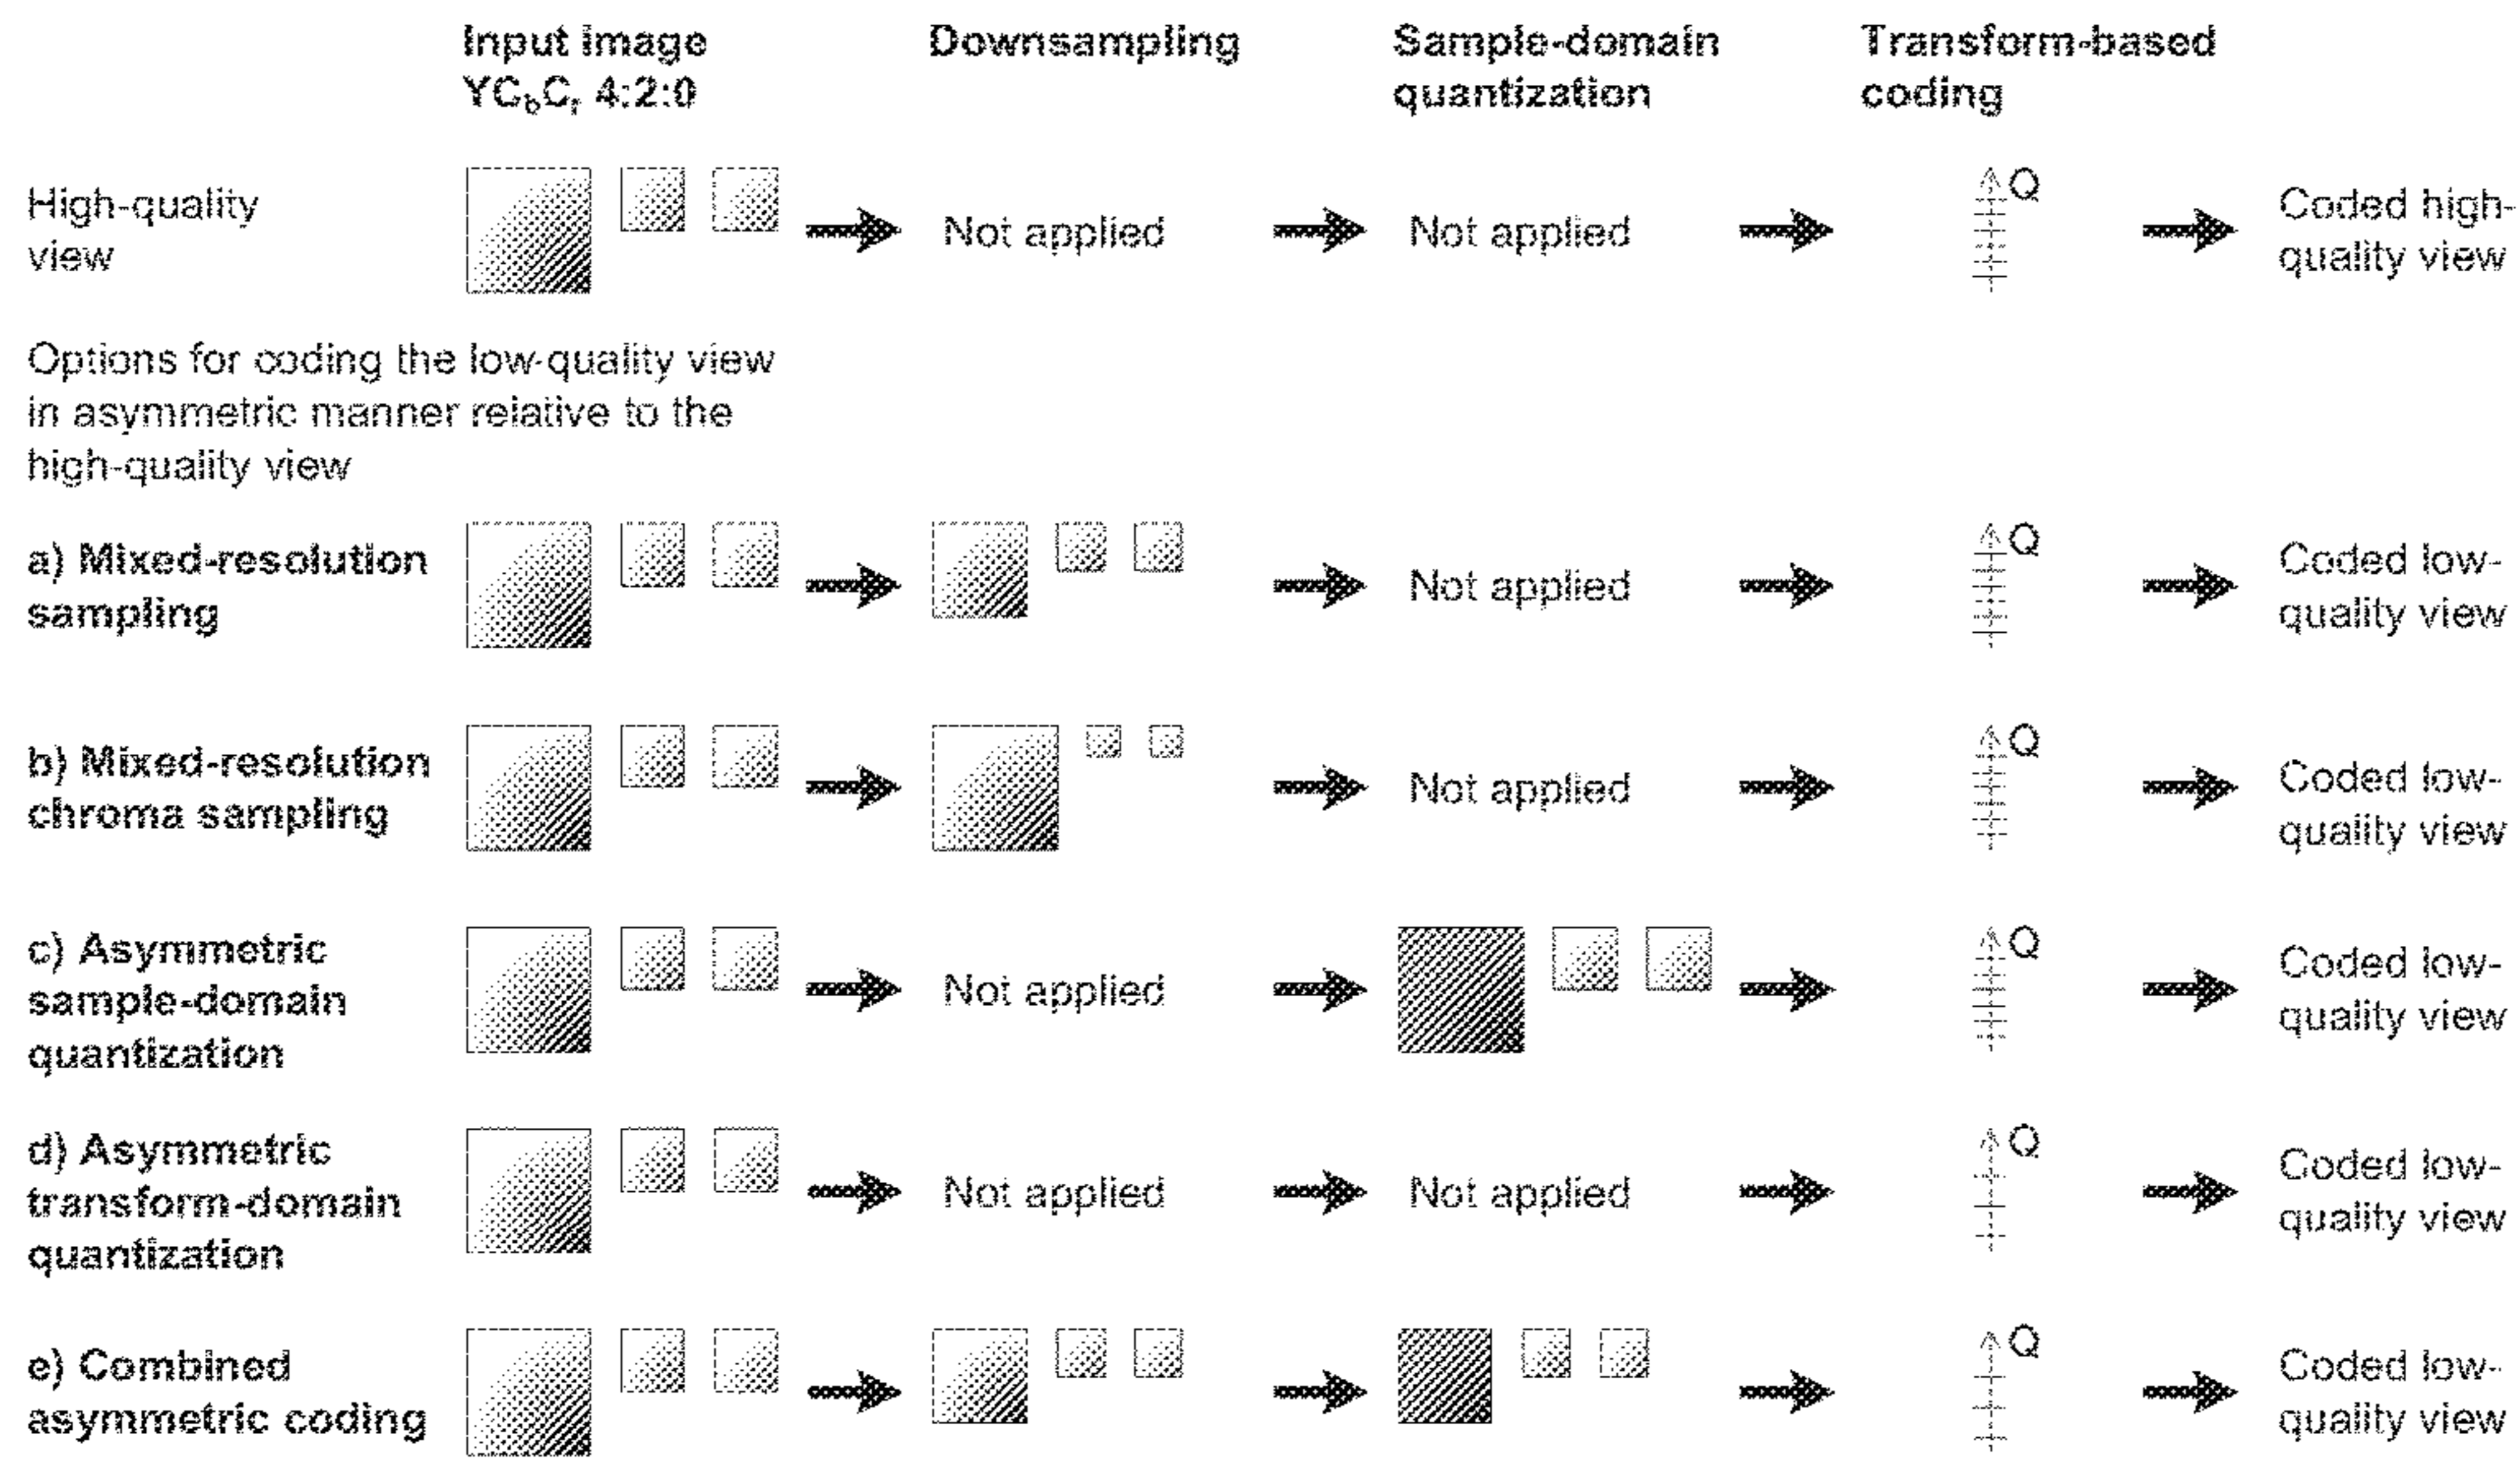 Input image
YCbCr 4:2:0
Downsampling
Sample-domain
quantization
Transform-based
coding
High-quality
view
Not applied
Not applied
Q
Coded high-
quality view
Options for coding the low-quality view
in asymmetric manner relative to the
high-quality view
a) Mixed-resolution
sampling
Not applied
Q
Coded low-
quality view
b) Mixed-resolution
chroma sampling
Not applied
Q
Coded low-
quality view
c) Asymmetric
sample-domain
quantization
Not applied
Q
Coded low-
quality view
d) Asymmetric
transform-domain
quantization
Not applied
Not applied
Q
Coded low-
quality view
e) Combined
asymmetric coding
Q
Coded low-
quality view